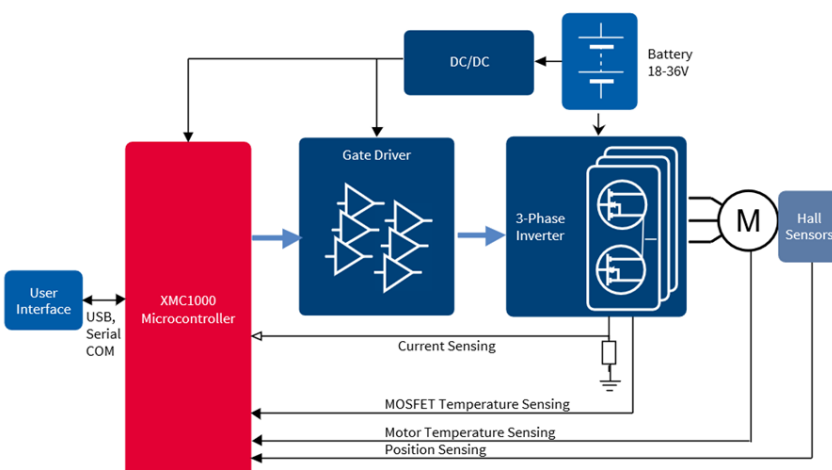 DC/DC
Battery
18-36V
Gate Driver
3-Phase
Inverter
M
Hall
Sensors
User
Interface
USB,
Serial
COM
XMC1000
Microcontroller
Current Sensing
MOSFET Temperature Sensing
Motor Temperature Sensing
Position Sensing